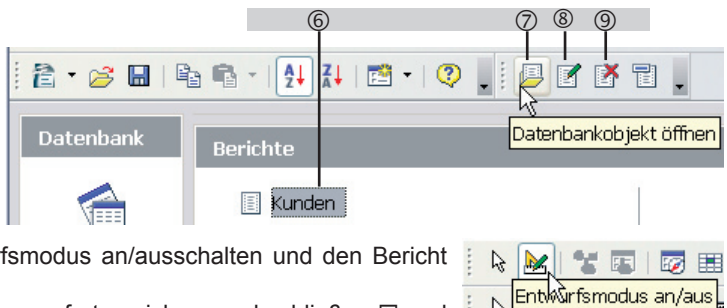 ⑥ ⑦ ⑧ ⑨
Datenbankobjekt öffnen
Datenbank
Berichte
Kunden
fsmodus an/ausschalten und den Bericht
Entwurfsmodus an/aus